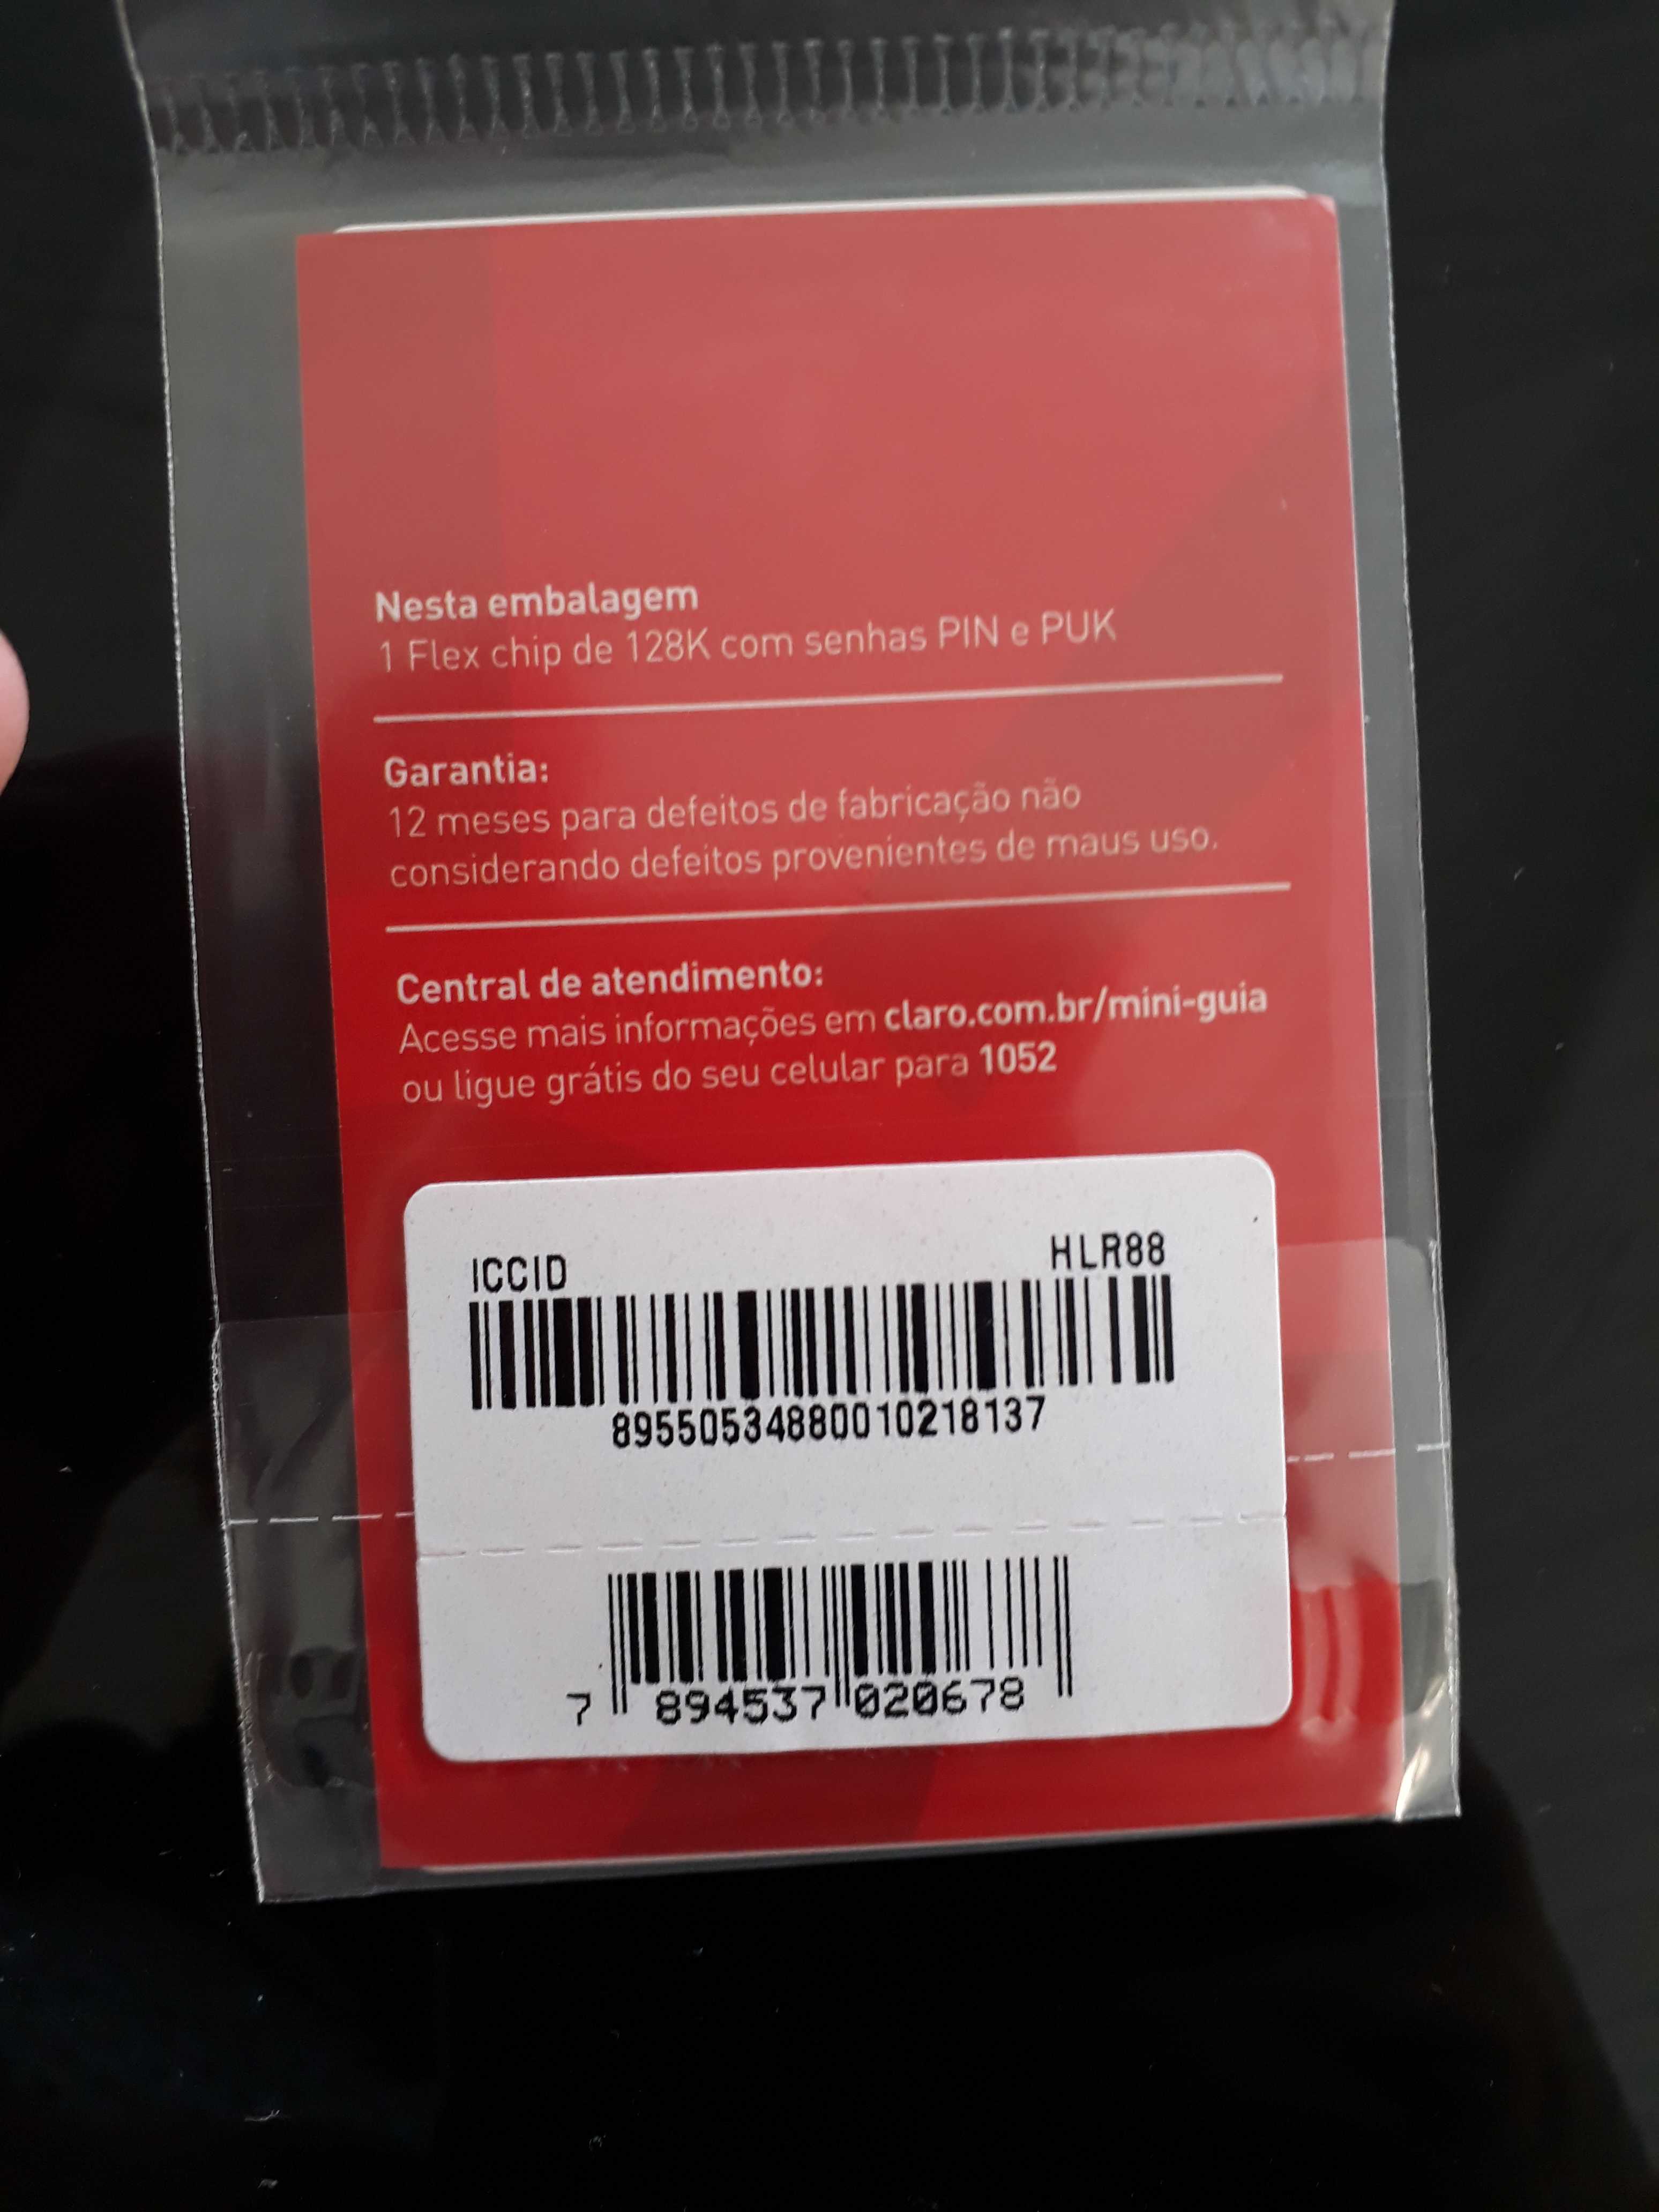 Nesta embalagem
1 Flex chip de 128K com senhas PIN e PUK
Garantia:
12 meses para defeitos de fabricação não
considerando defeitos provenientes de maus uso.
Central de atendimento:
Acesse mais informações em claro.com.br/mini-guia
ou ligue grátis do seu celular para 1052
ICCID HLR88
89550534880010218137
7 894537 020678